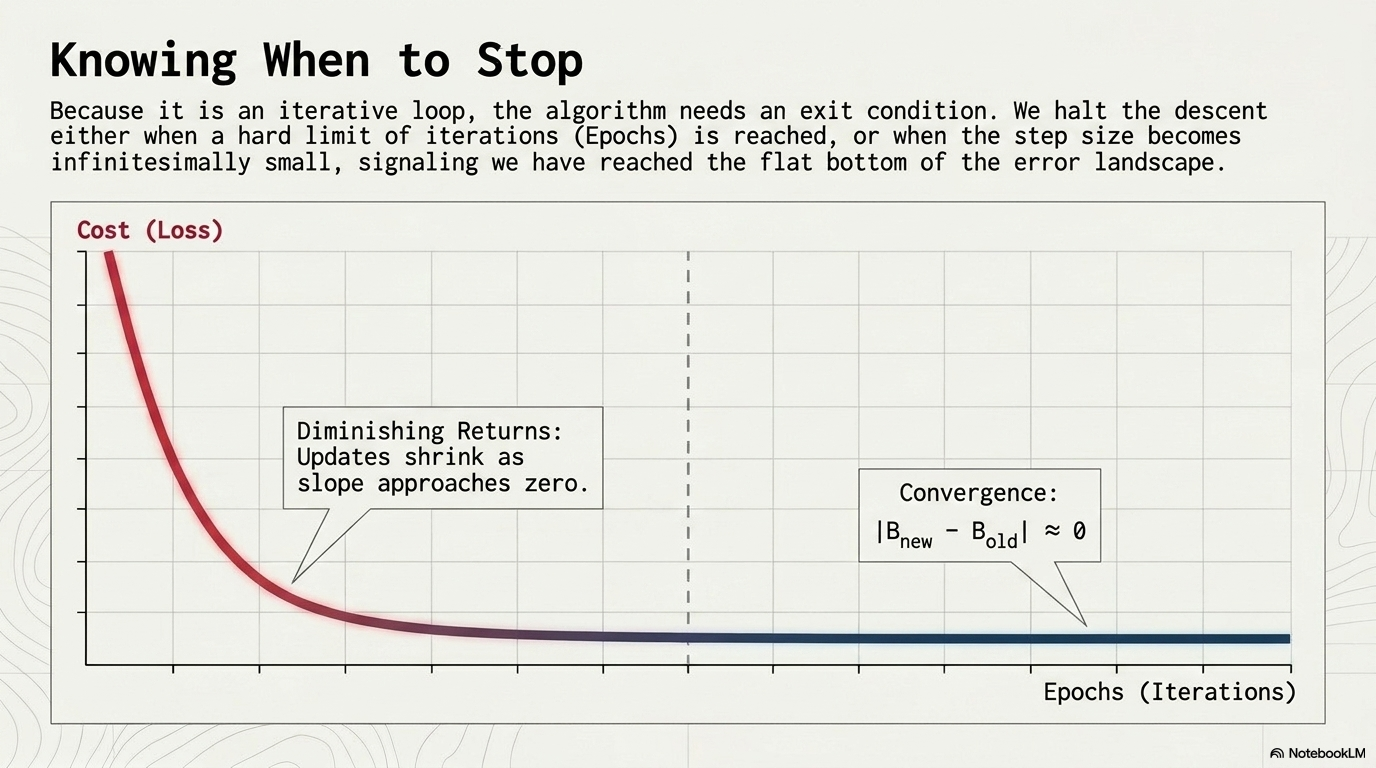 Knowing When to Stop
Because it is an iterative loop, the algorithm needs an exit condition. We halt the descent
either when a hard limit of iterations (Epochs) is reached, or when the step size becomes
infinitesimally small, signaling we have reached the flat bottom of the error landscape.
Cost (Loss)
Diminishing Returns:
Updates shrink as
slope approaches zero.
Convergence:
|B_new − B_old| ≈ 0
Epochs (Iterations)
NotebookLM